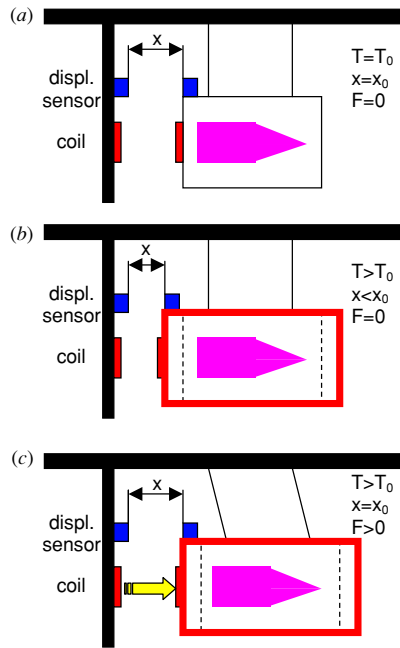 (a)
x
T=T₀
x=x₀
F=0
displ.
sensor
coil
(b)
x
T>T₀
x<x₀
F=0
displ.
sensor
coil
(c)
x
T>T₀
x=x₀
F>0
displ.
sensor
coil